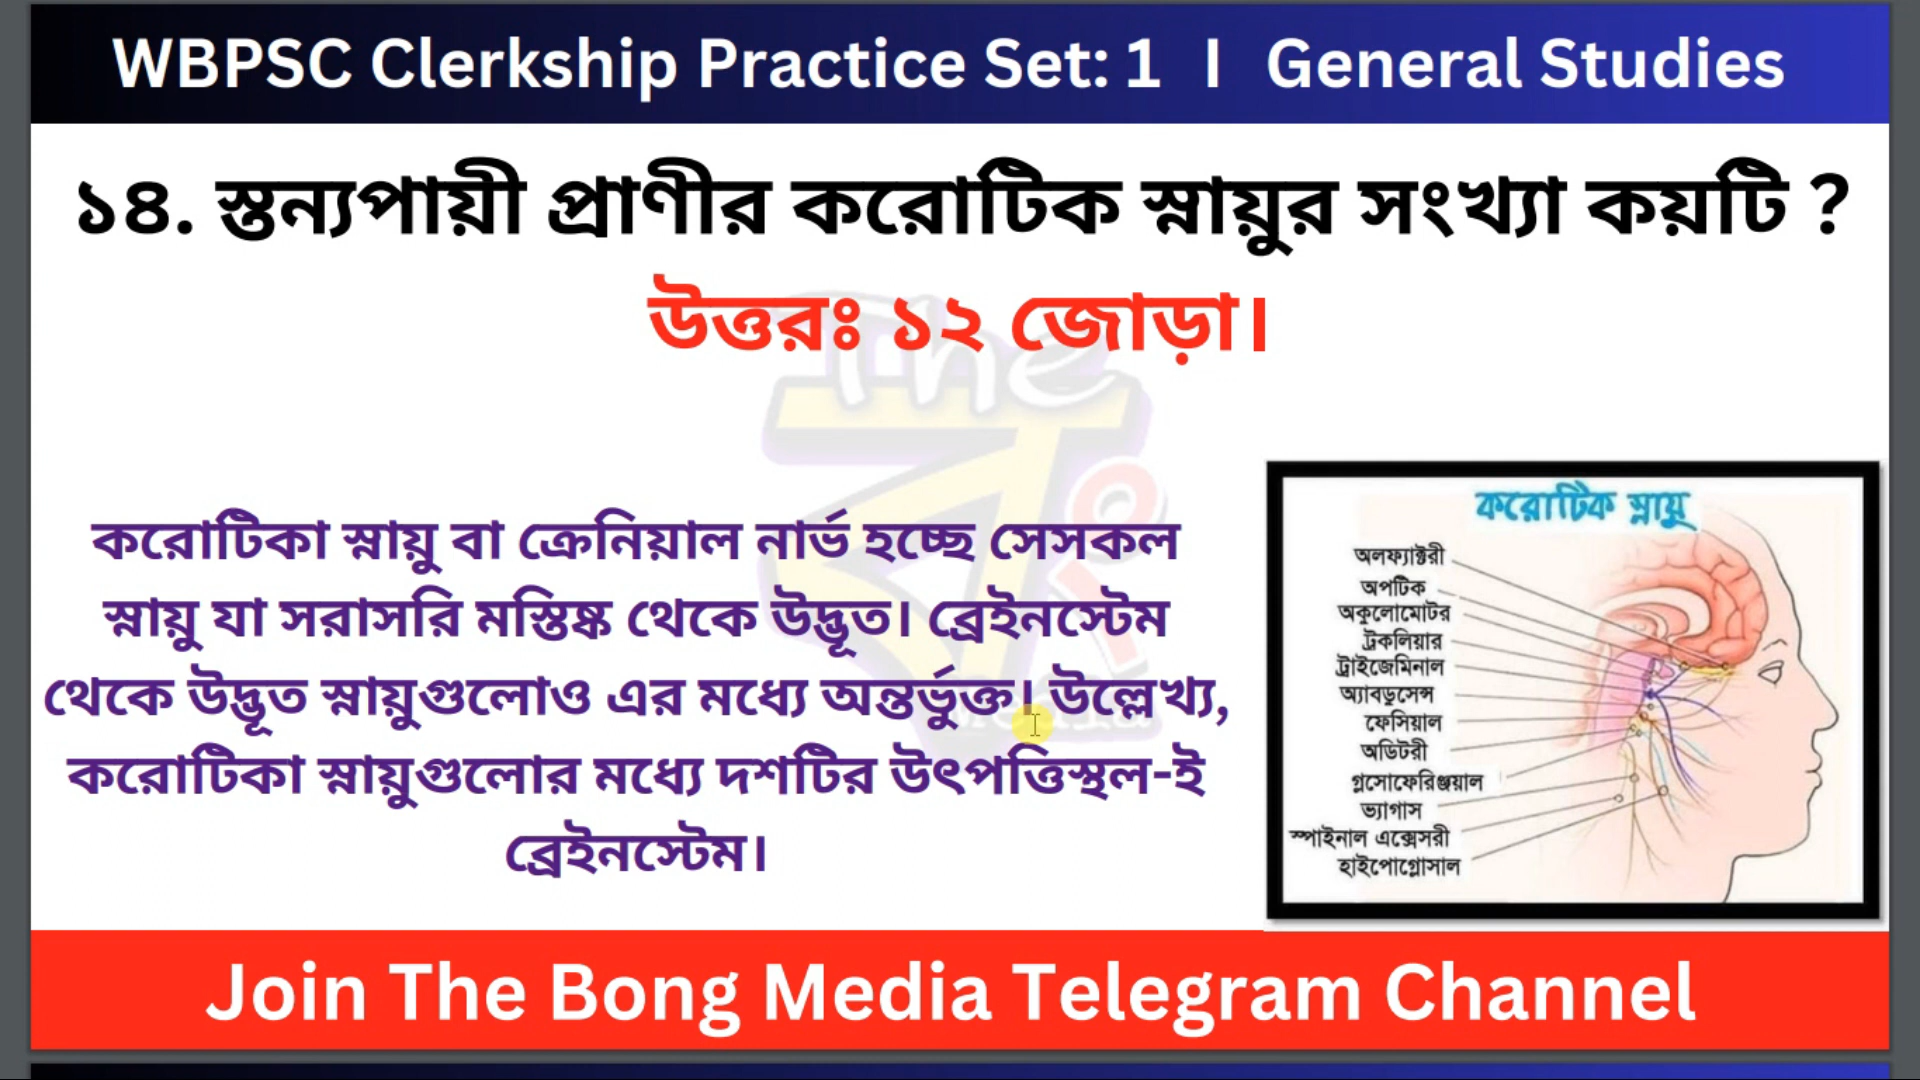 WBPSC Clerkship Practice Set: 1 I General Studies
১৪. স্তন্যপায়ী প্রাণীর করোটিক স্নায়ুর সংখ্যা কয়টি ?
উত্তরঃ ১২ জোড়া।
The
বং
করোটিকা স্নায়ু বা ক্রেনিয়াল নার্ভ হচ্ছে সেসকল
স্নায়ু যা সরাসরি মস্তিষ্ক থেকে উদ্ভূত। ব্রেইনস্টেম
থেকে উদ্ভূত স্নায়ুগুলোও এর মধ্যে অন্তর্ভুক্ত। উল্লেখ্য,
করোটিকা স্নায়ুগুলোর মধ্যে দশটির উৎপত্তিস্থল-ই
ব্রেইনস্টেম।
করোটিক স্নায়ু
অলফ্যাক্টরী
অপটিক
অকুলোমোটর
ট্রকলিয়ার
ট্রাইজেমিনাল
অ্যাবডুসেন্স
ফেসিয়াল
অডিটরী
গ্লসোফেরিঞ্জয়াল
ভ্যাগাস
স্পাইনাল এক্সেসরী
হাইপোগ্লোসাল
Join The Bong Media Telegram Channel